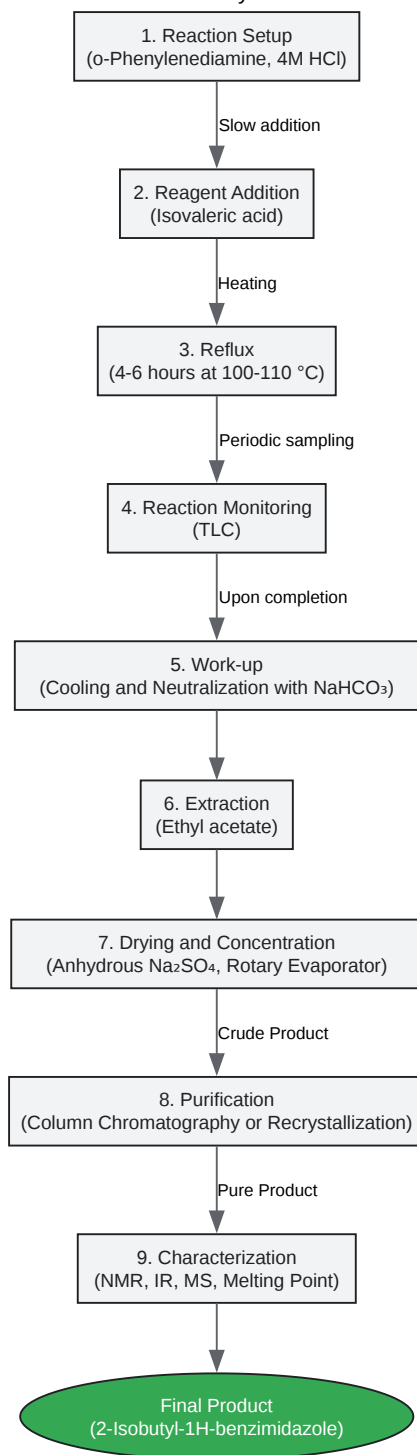 1. Reaction Setup
(o-Phenylenediamine, 4M HCl)
Slow addition
2. Reagent Addition
(Isovaleric acid)
Heating
3. Reflux
(4-6 hours at 100-110 °C)
Periodic sampling
4. Reaction Monitoring
(TLC)
Upon completion
5. Work-up
(Cooling and Neutralization with NaHCO₃)
6. Extraction
(Ethyl acetate)
7. Drying and Concentration
(Anhydrous Na₂SO₄, Rotary Evaporator)
Crude Product
8. Purification
(Column Chromatography or Recrystallization)
Pure Product
9. Characterization
(NMR, IR, MS, Melting Point)
Final Product
(2-Isobutyl-1H-benzimidazole)